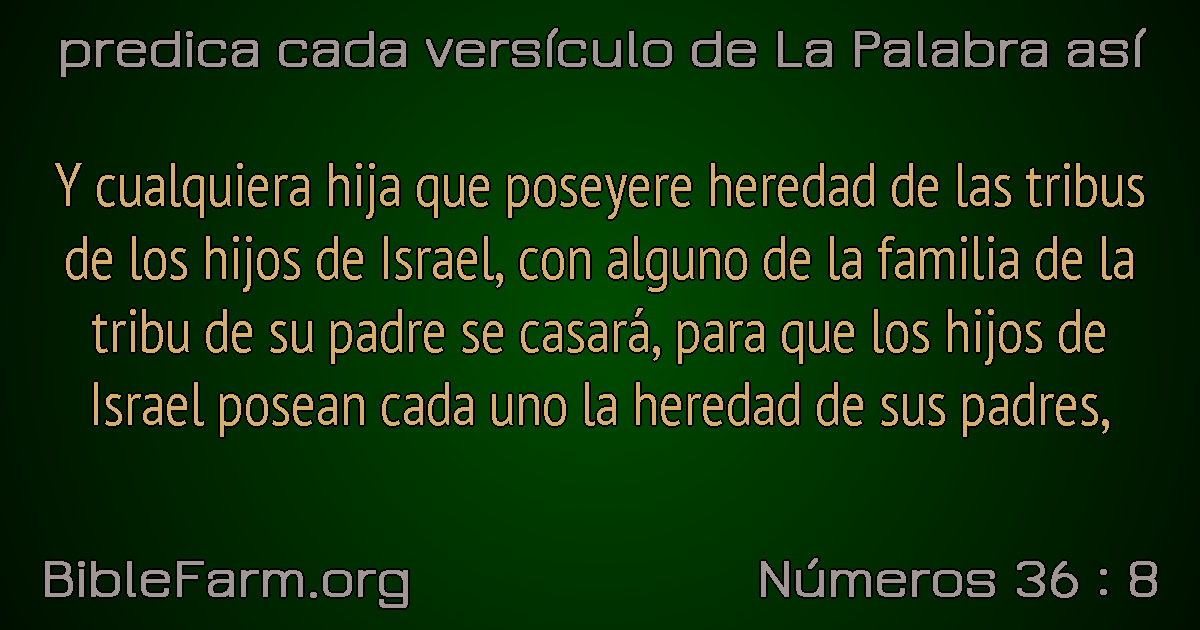 predica cada versículo de La Palabra así
Y cualquiera hija que poseyere heredad de las tribus
de los hijos de Israel, con alguno de la familia de la
tribu de su padre se casará, para que los hijos de
Israel posean cada uno la heredad de sus padres,
BibleFarm.org
Números 36 : 8